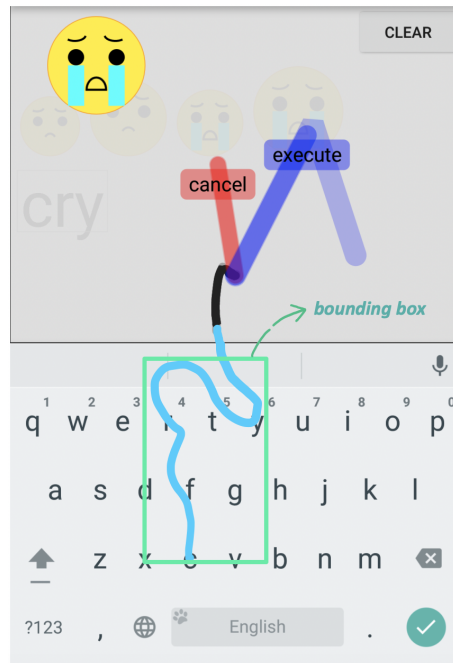 CLEAR
execute
cancel
cry
bounding box
1 2 3 4 5 6 7 8 9 0
q w e r t y u i o p
a s d f g h j k l
z x c v b n m
?123 , English .